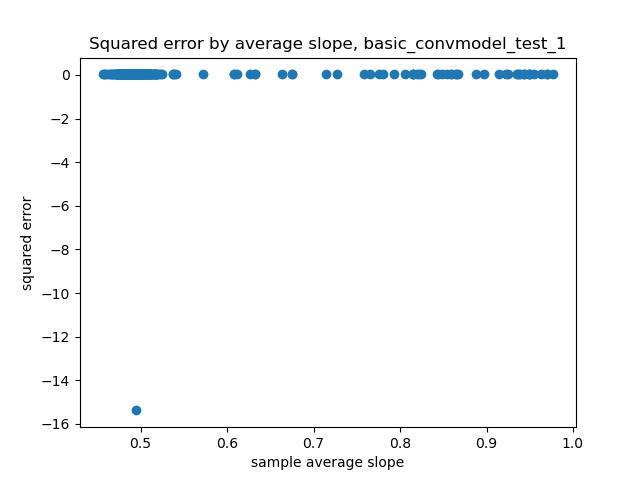 Squared error by average slope, basic_convmodel_test_1
0
−2
−4
−6
−8
−10
−12
−14
−16
squared error
0.5 0.6 0.7 0.8 0.9 1.0
sample average slope